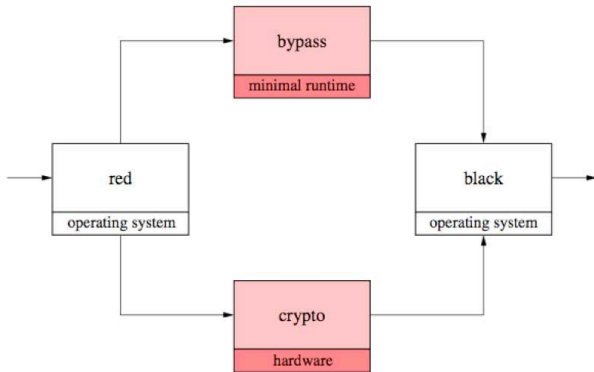 bypass
minimal runtime
red
operating system
black
operating system
crypto
hardware